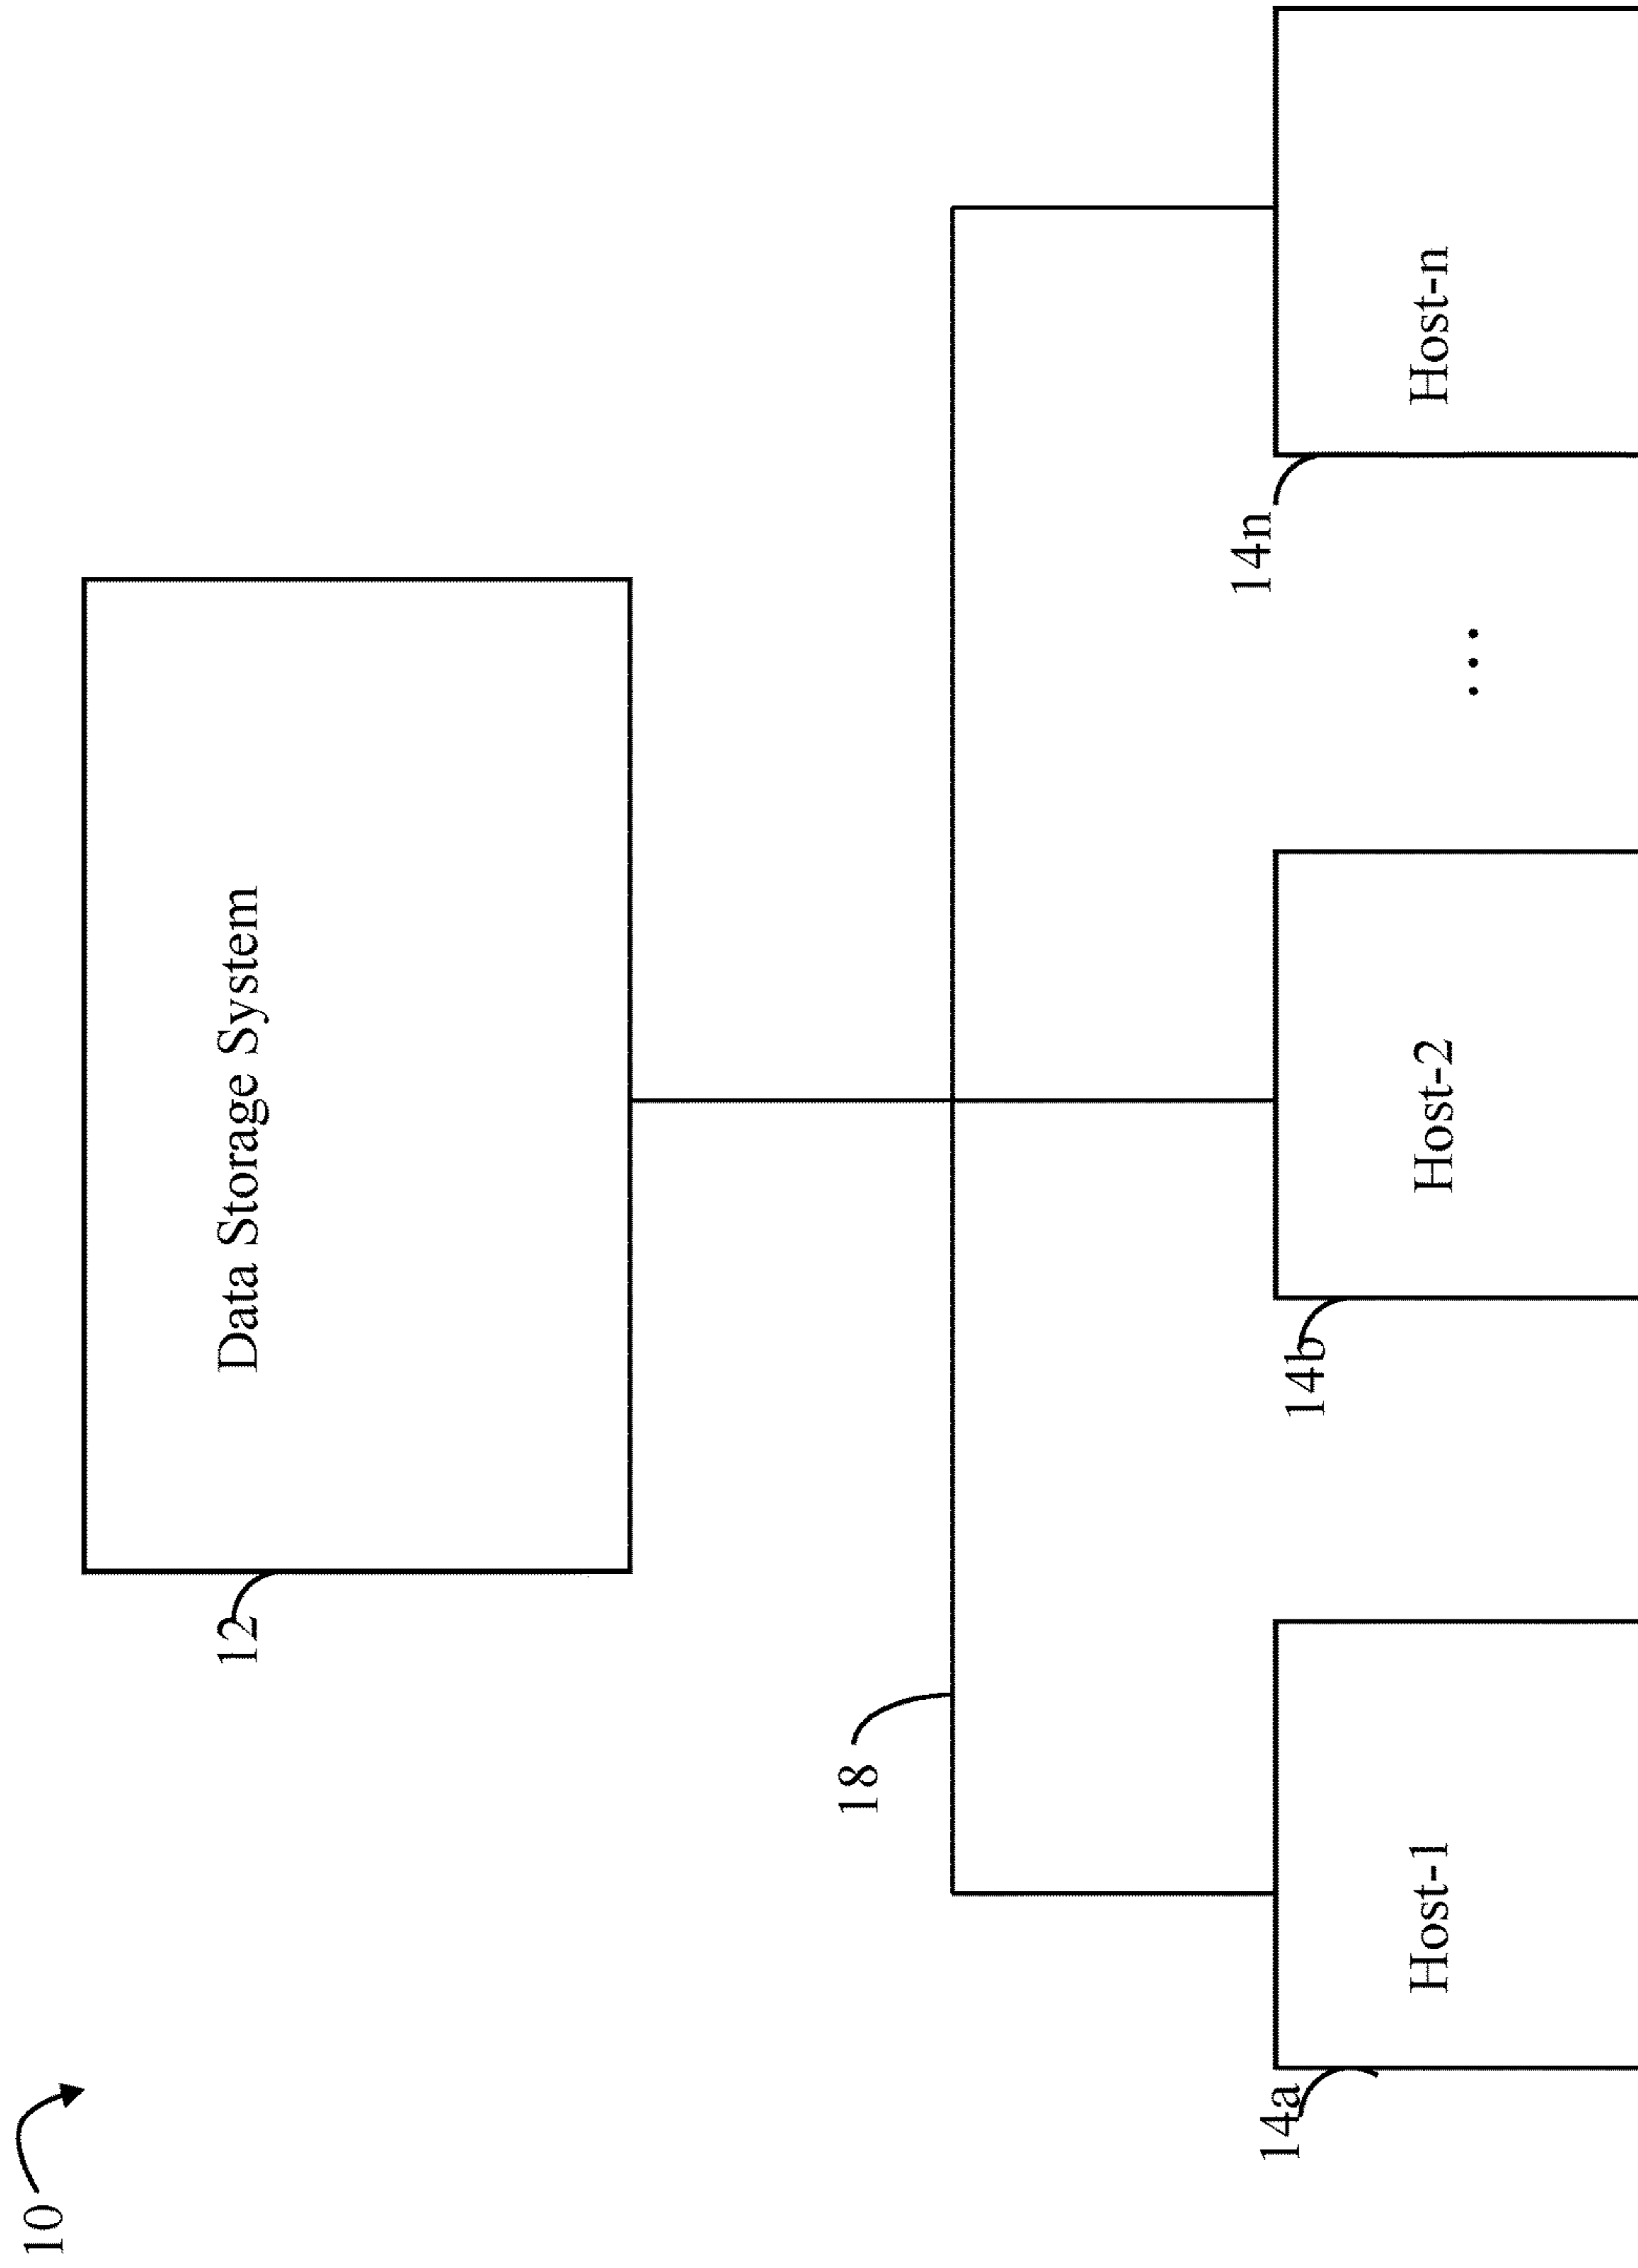 10
12
Data Storage System
18
14a
Host-1
14b
Host-2
...
14n
Host-n